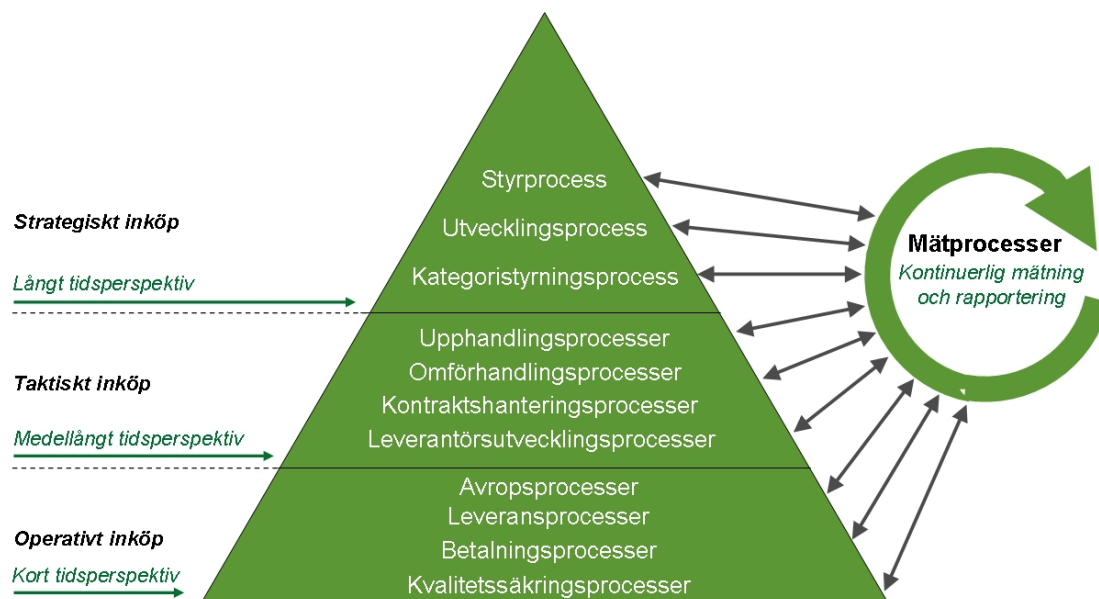 Styrprocess
Strategiskt inköp
Utvecklingsprocess
Mätprocesser
Kategoristyrningsprocess
Kontinuerlig mätning
och rapportering
Långt tidsperspektiv
Upphandlingsprocesser
Omförhandlingsprocesser
Taktiskt inköp
Kontraktshanteringsprocesser
Medellångt tidsperspektiv
Leverantörsutvecklingsprocesser
Avropsprocesser
Leveransprocesser
Operativt inköp
Betalningsprocesser
Kort tidsperspektiv
Kvalitetssäkringsprocesser